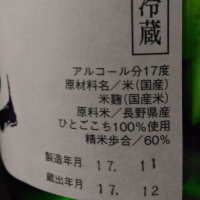 冷蔵
アルコール分17度
原材料名／米(国産)
米麹(国産米)
原料米／長野県産
ひとごこち100%使用
精米歩合／60%
製造年月 17. 11
蔵出年月 17. 12